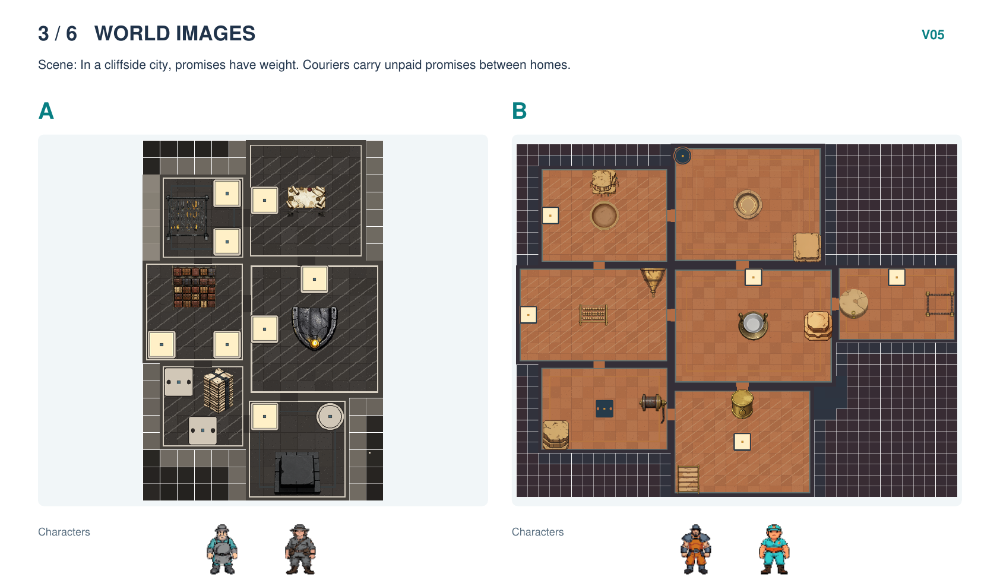 3 / 6 WORLD IMAGES
V05
Scene: In a cliffside city, promises have weight. Couriers carry unpaid promises between homes.
A
B
Characters
Characters